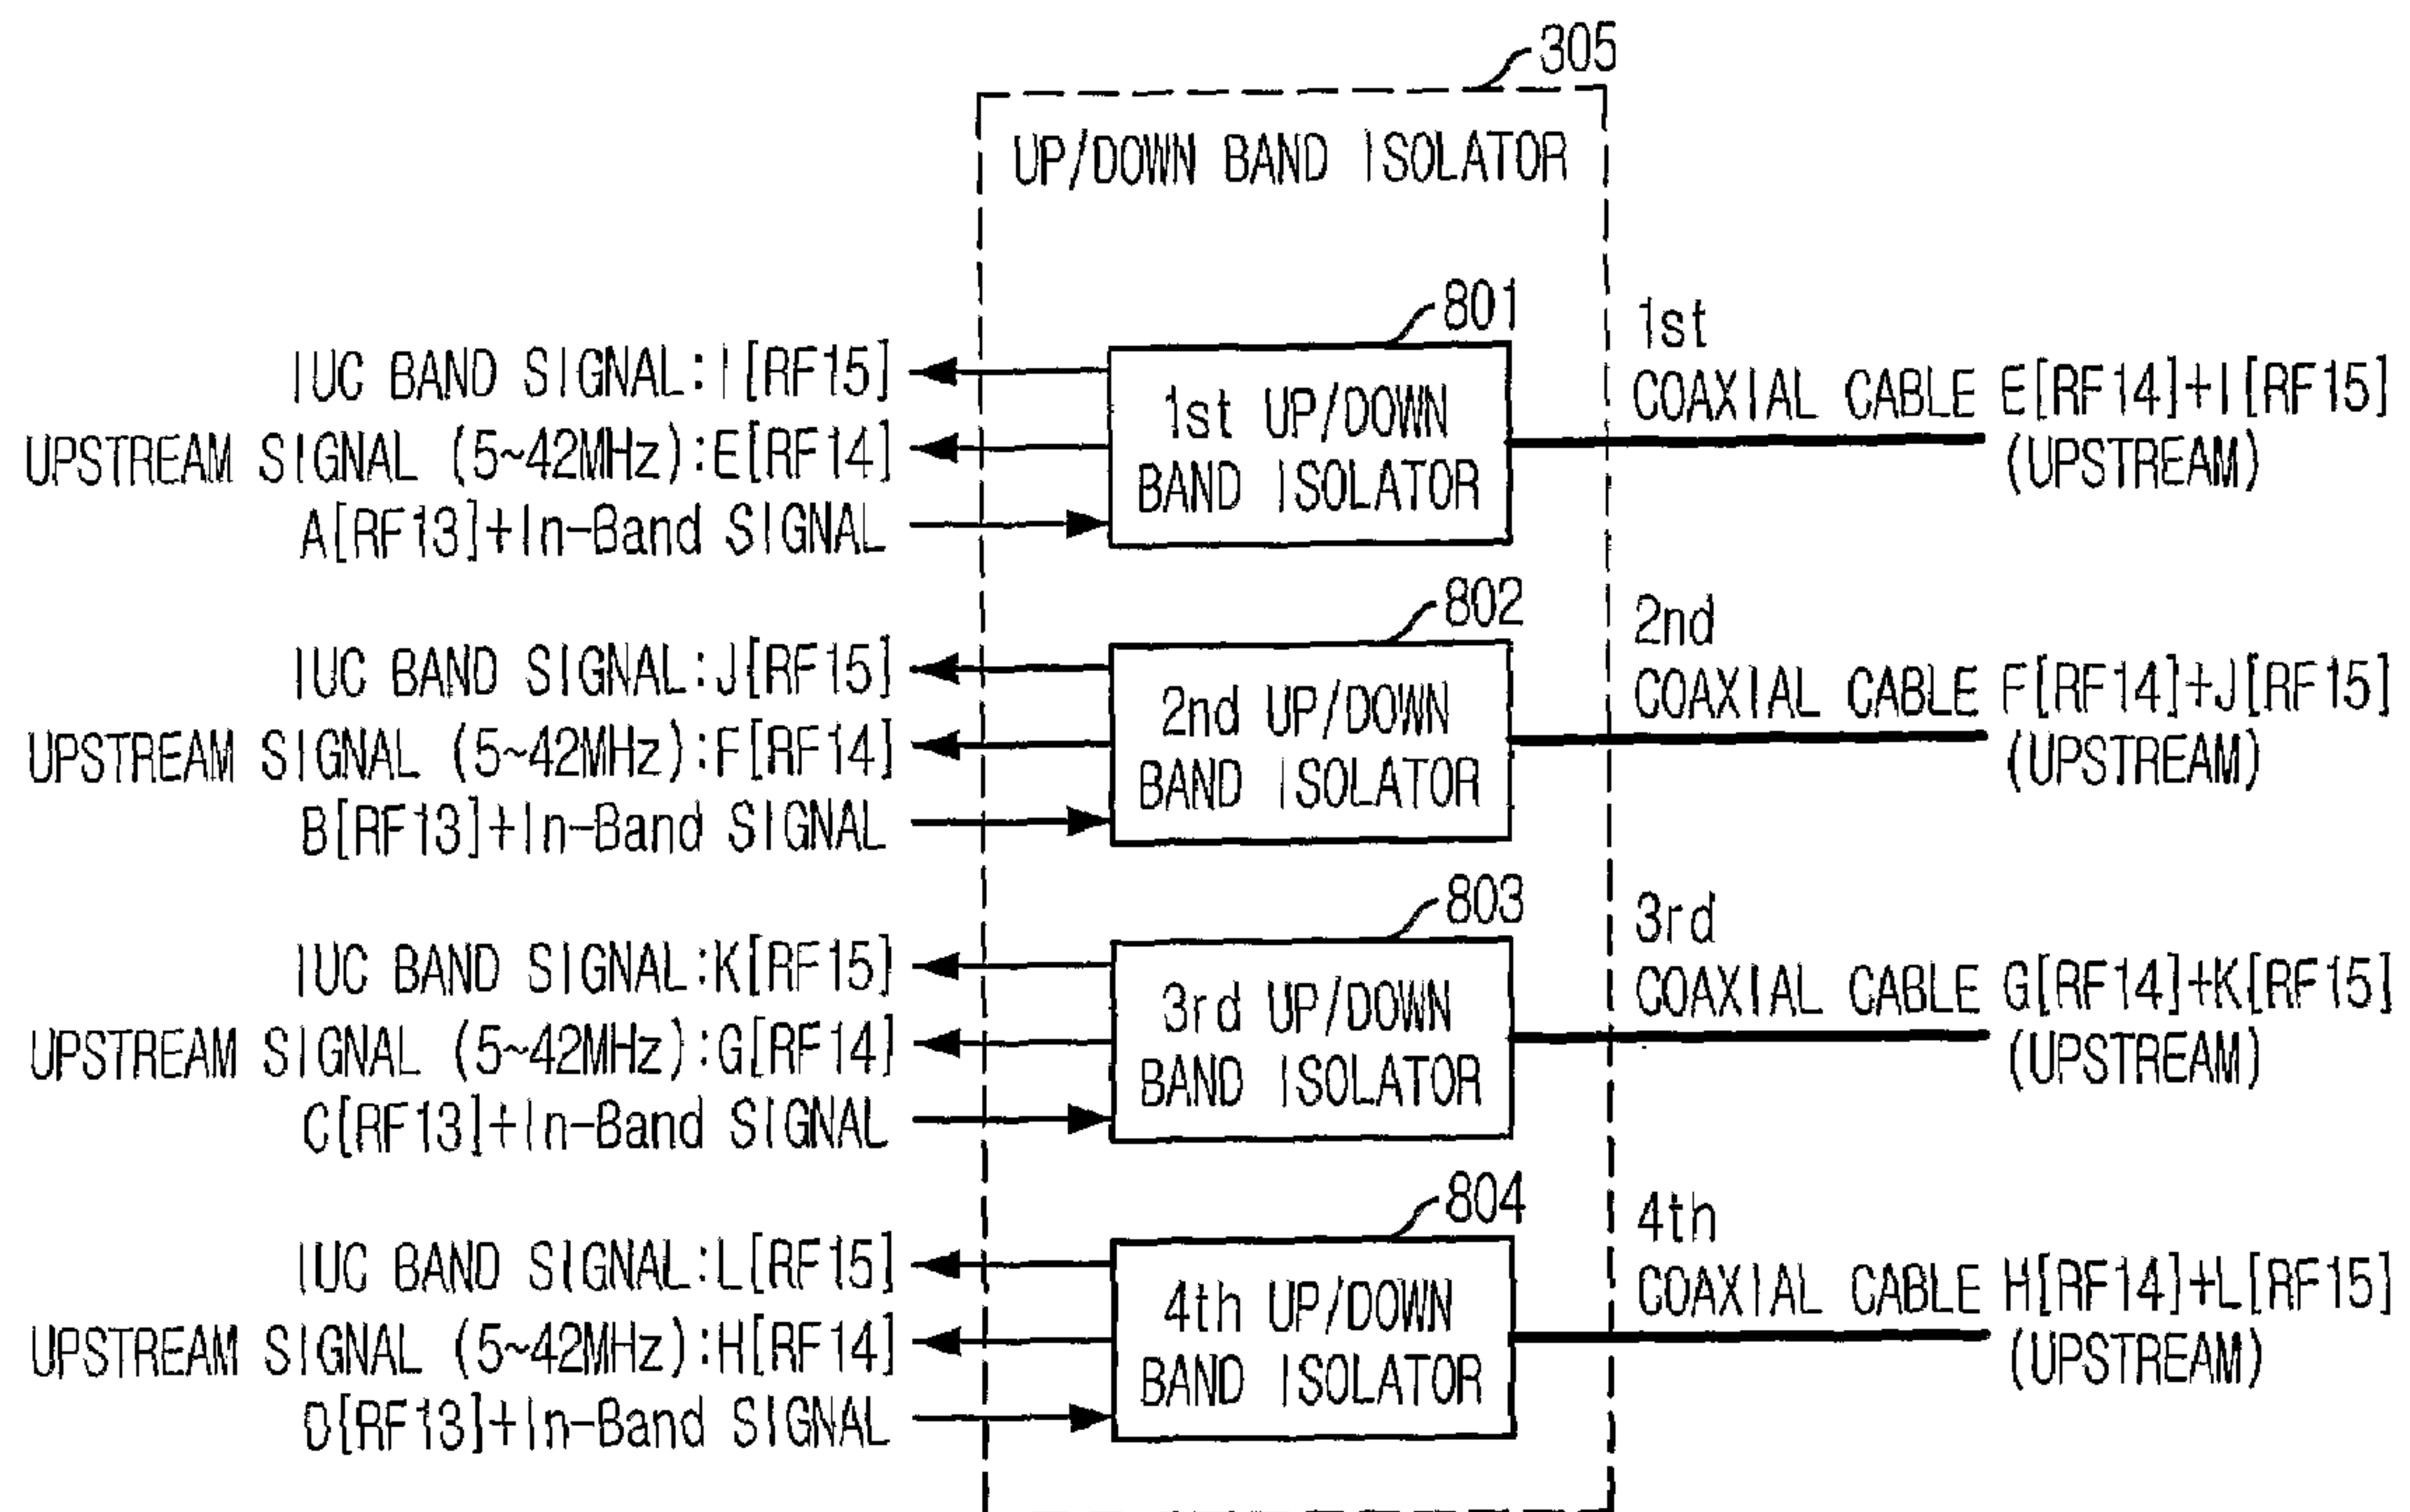 305
UP/DOWN BAND ISOLATOR
801
1st
IUC BAND SIGNAL:I[RF15]
UPSTREAM SIGNAL (5~42MHz):E[RF14]
A[RF13]+In-Band SIGNAL
1st UP/DOWN
BAND ISOLATOR
COAXIAL CABLE E[RF14]+I[RF15]
(UPSTREAM)
802
2nd
IUC BAND SIGNAL:J[RF15]
UPSTREAM SIGNAL (5~42MHz):F[RF14]
B[RF13]+In-Band SIGNAL
2nd UP/DOWN
BAND ISOLATOR
COAXIAL CABLE F[RF14]+J[RF15]
(UPSTREAM)
803
3rd
IUC BAND SIGNAL:K[RF15]
UPSTREAM SIGNAL (5~42MHz):G[RF14]
C[RF13]+In-Band SIGNAL
3rd UP/DOWN
BAND ISOLATOR
COAXIAL CABLE G[RF14]+K[RF15]
(UPSTREAM)
804
4th
IUC BAND SIGNAL:L[RF15]
UPSTREAM SIGNAL (5~42MHz):H[RF14]
D[RF13]+In-Band SIGNAL
4th UP/DOWN
BAND ISOLATOR
COAXIAL CABLE H[RF14]+L[RF15]
(UPSTREAM)